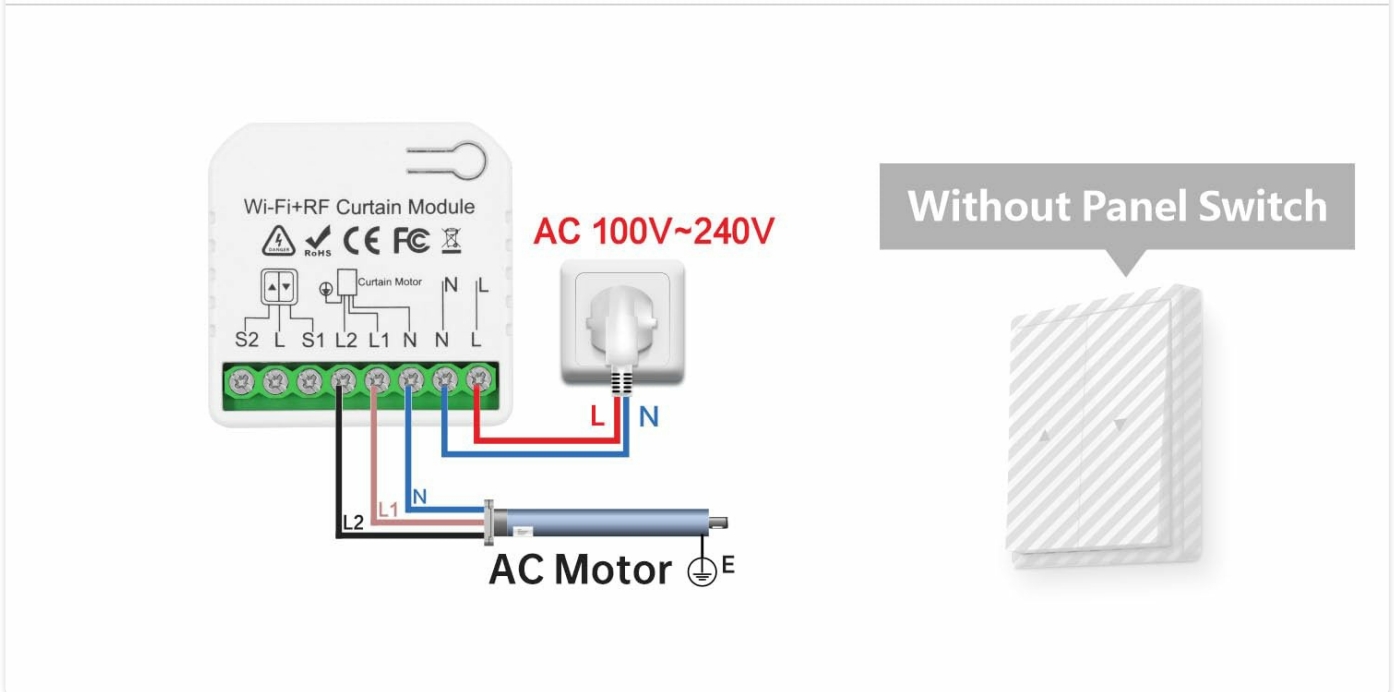 Wi-Fi+RF Curtain Module
DANGER
RoHS
CE FC
Curtain Motor
N L
S2 L S1 L2 L1 N N L
AC 100V~240V
L N
N
L1
L2
AC Motor E
Without Panel Switch